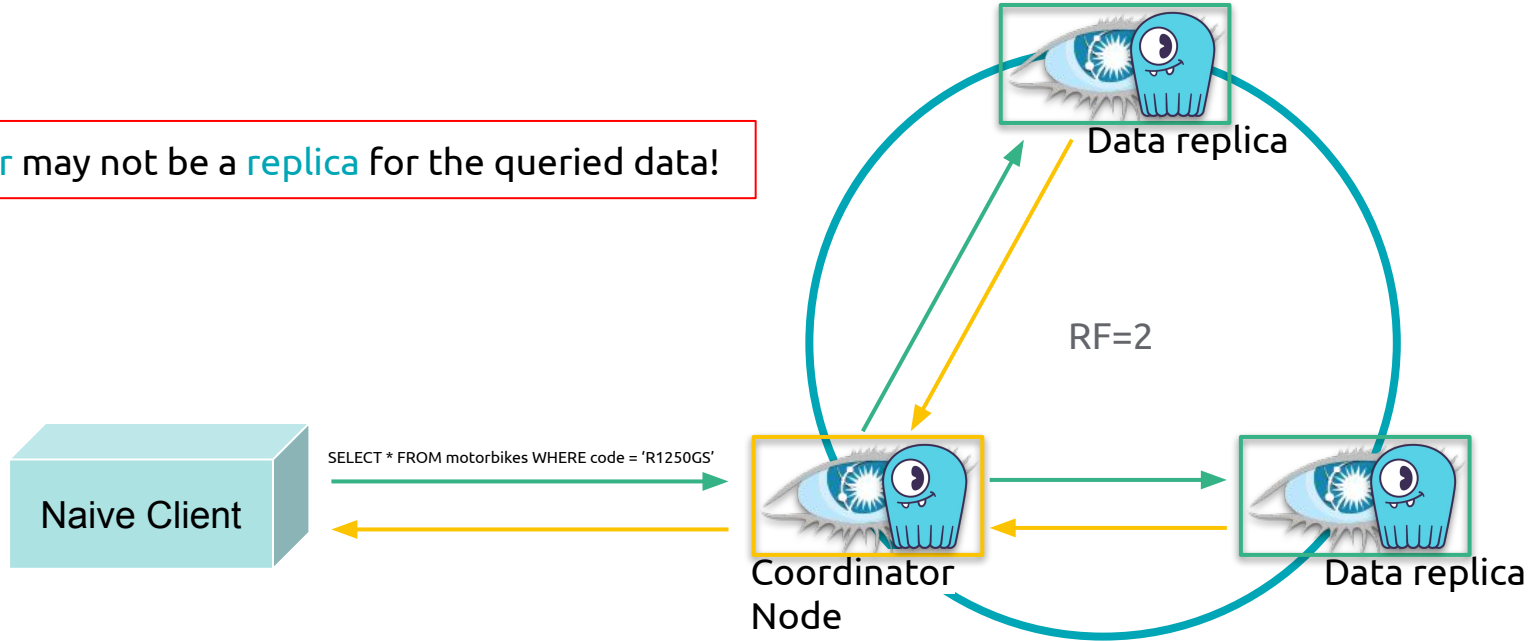 r may not be a replica for the queried data!
Data replica
RF=2
SELECT * FROM motorbikes WHERE code = ‘R1250GS’
Naive Client
Coordinator
Node
Data replica